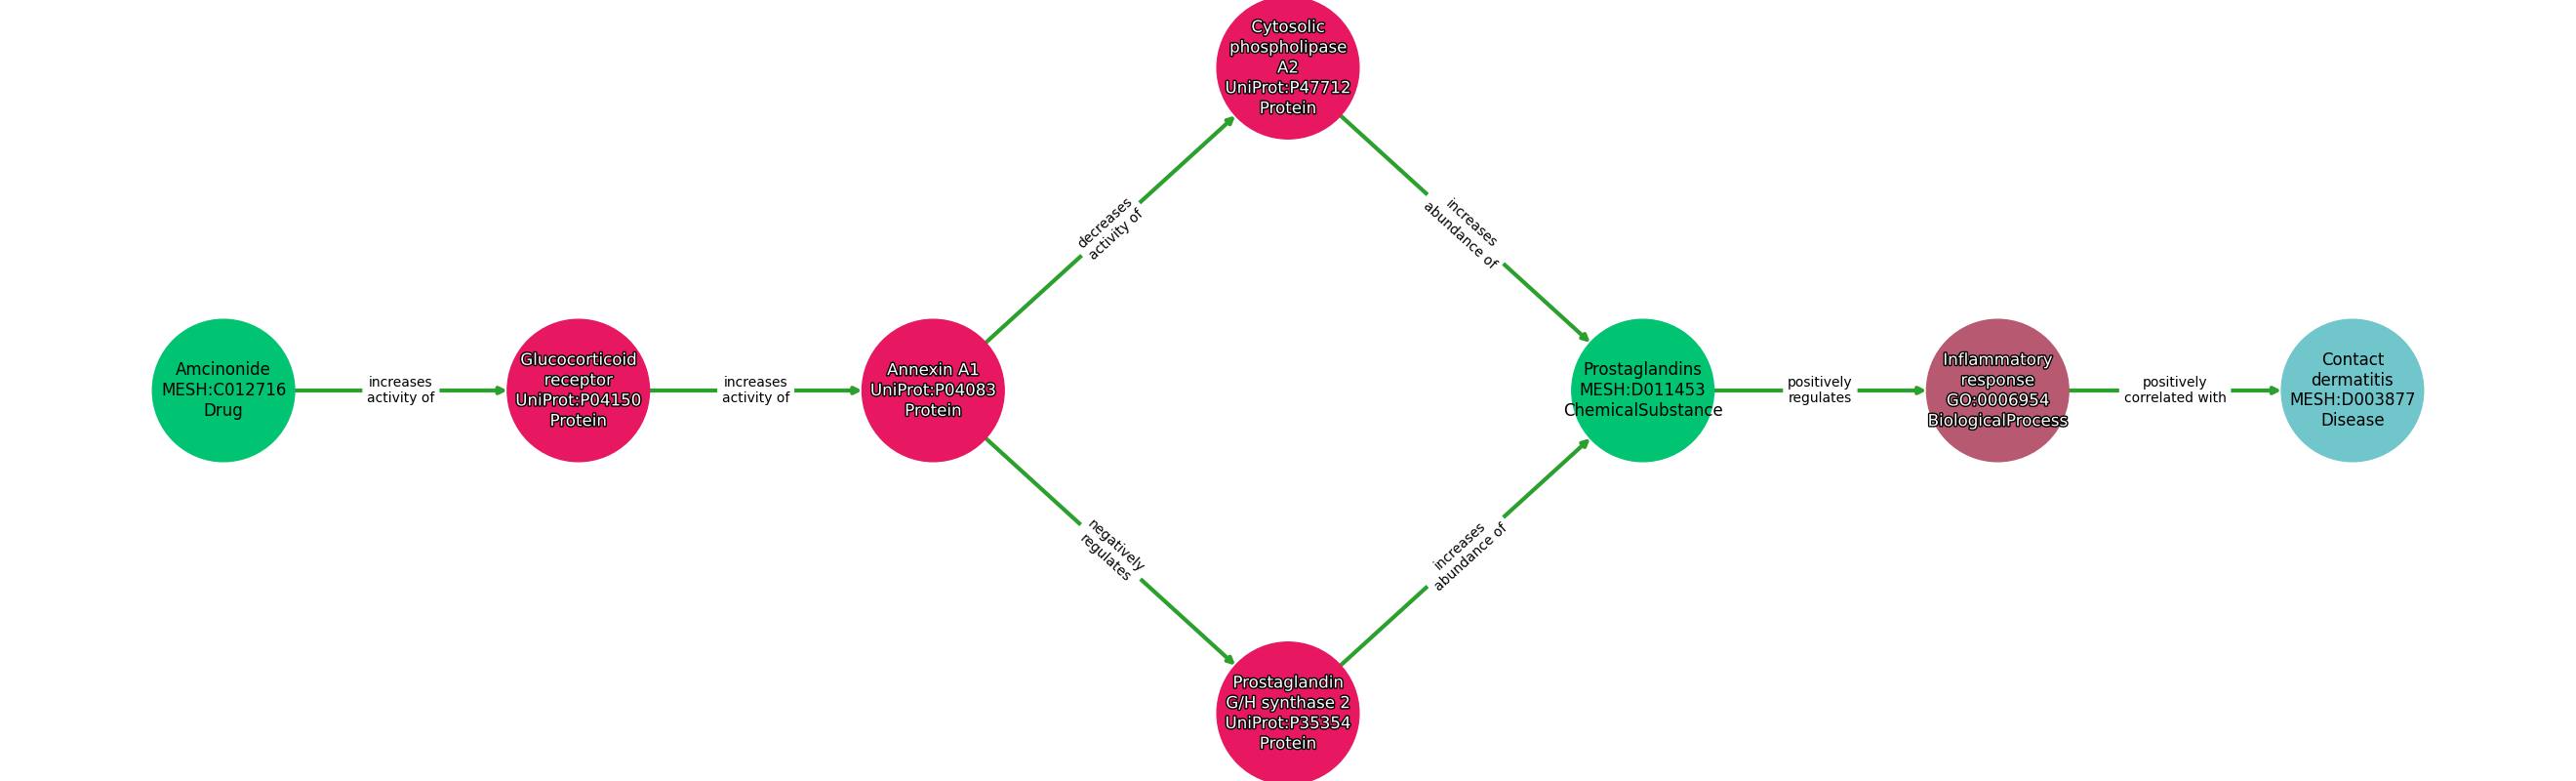 Amcinonide
MESH:C012716
Drug
increases
activity of
Glucocorticoid
receptor
UniProt:P04150
Protein
increases
activity of
Annexin A1
UniProt:P04083
Protein
decreases
activity of
Cytosolic
phospholipase
A2
UniProt:P47712
Protein
increases
abundance of
negatively
regulates
Prostaglandin
G/H synthase 2
UniProt:P35354
Protein
increases
abundance of
Prostaglandins
MESH:D011453
ChemicalSubstance
positively
regulates
Inflammatory
response
GO:0006954
BiologicalProcess
positively
correlated with
Contact
dermatitis
MESH:D003877
Disease